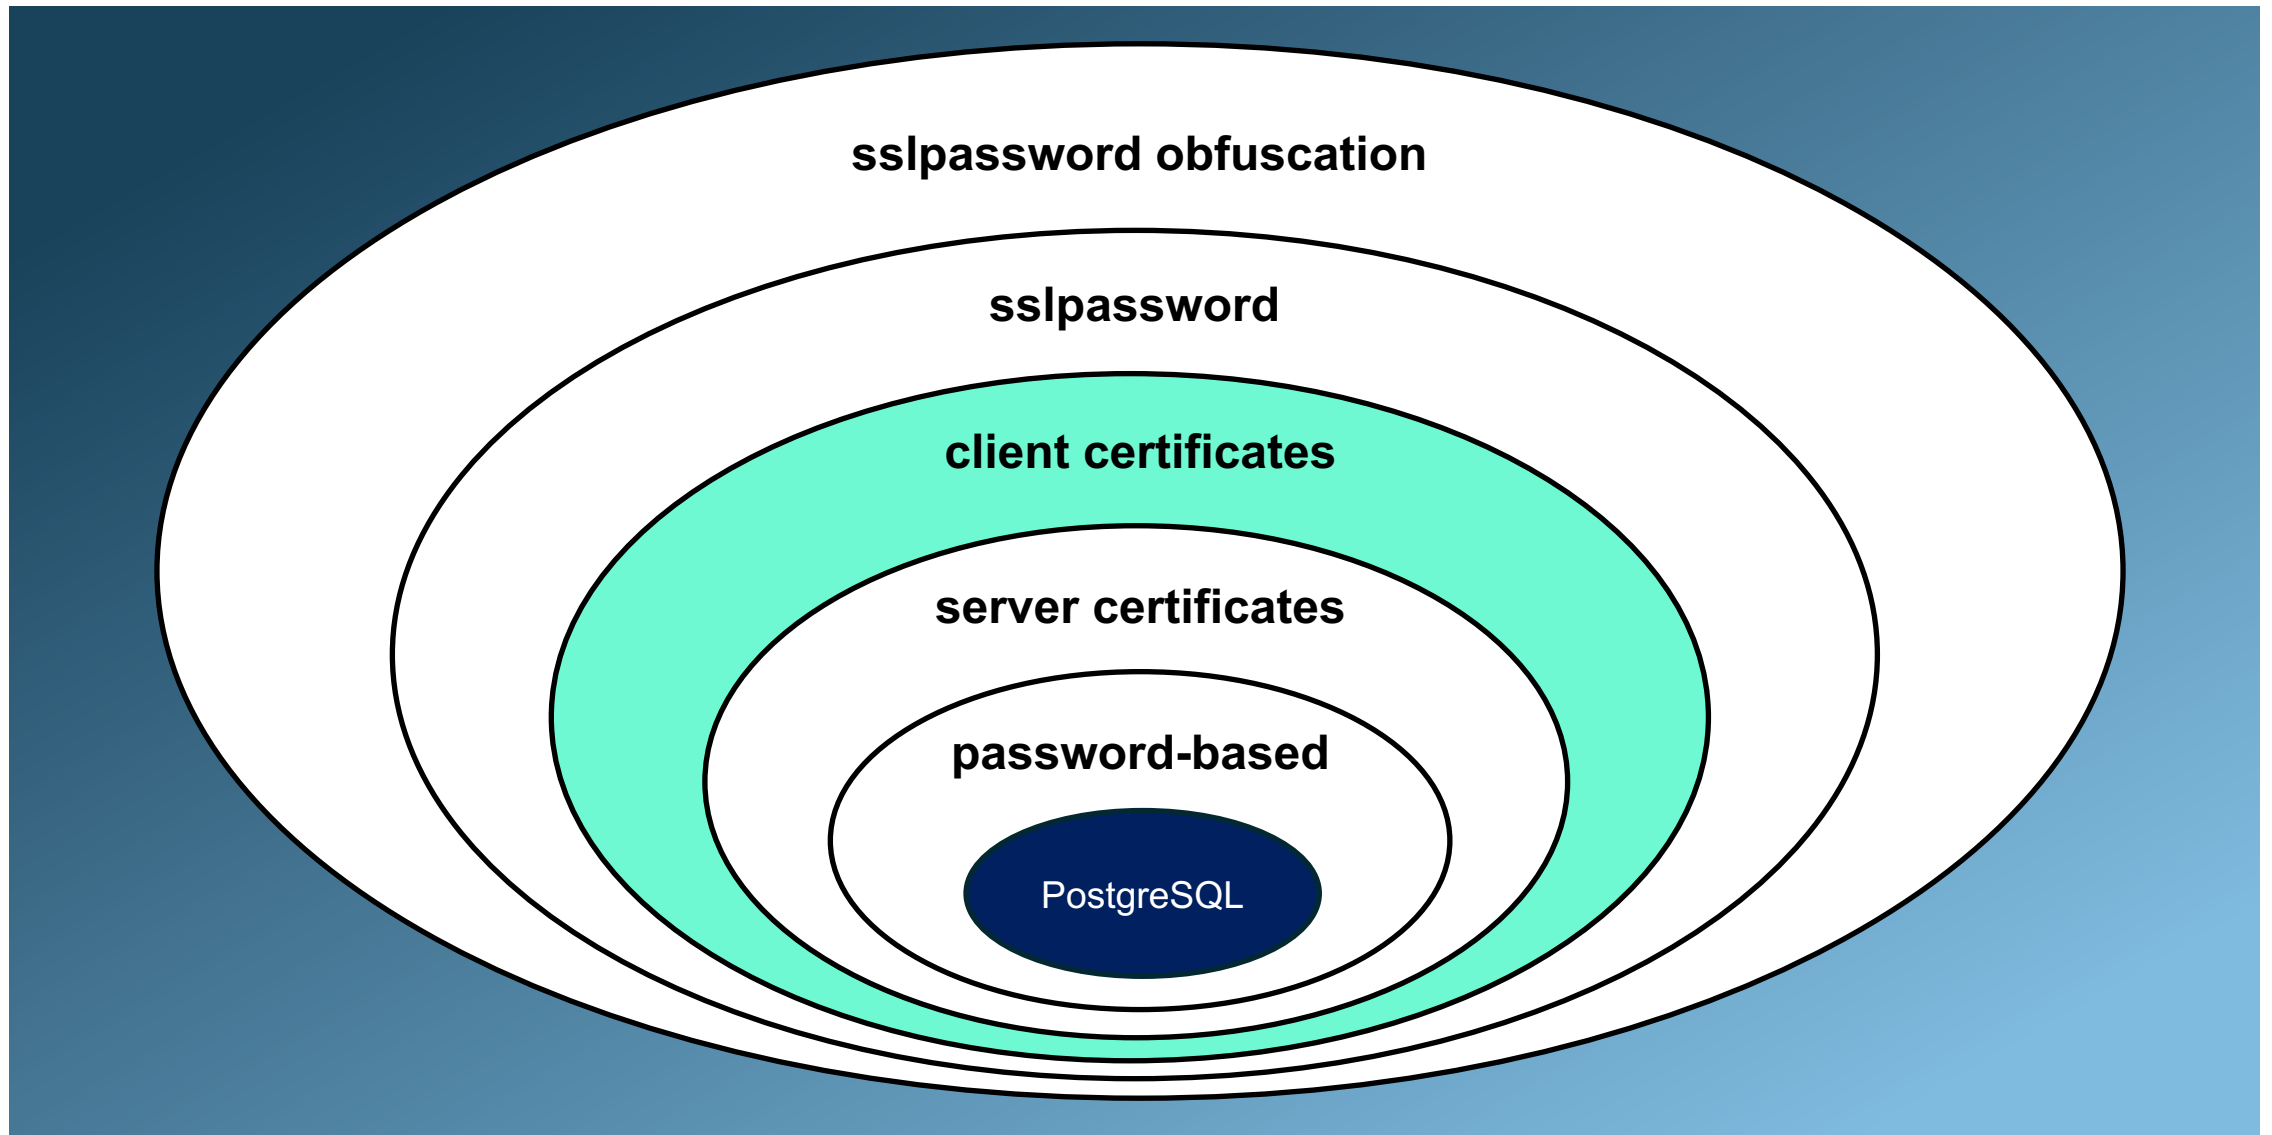 sslpassword obfuscation
sslpassword
client certificates
server certificates
password-based
PostgreSQL